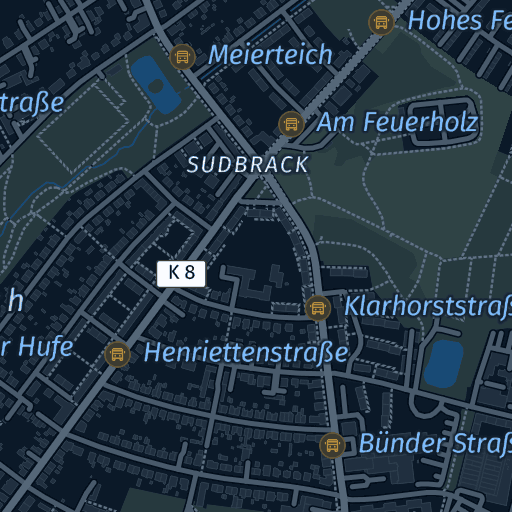 Hohes Fe
Meierteich
traße
Am Feuerholz
SUDBRACK
K 8
h
Klarhorststraß
r Hufe
Henriettenstraße
Bünder Straß